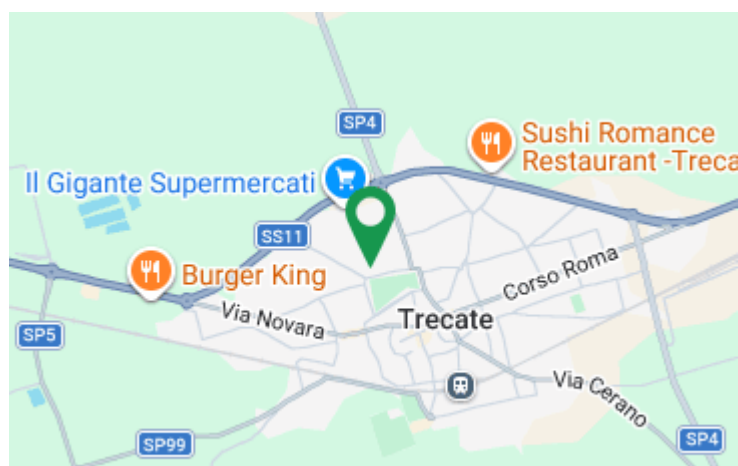 SP4
Sushi Romance
Restaurant -Treca
Il Gigante Supermercati
SS11
Burger King
Corso Roma
Via Novara
Trecate
SP5
Via Cerano
SP99
SP4